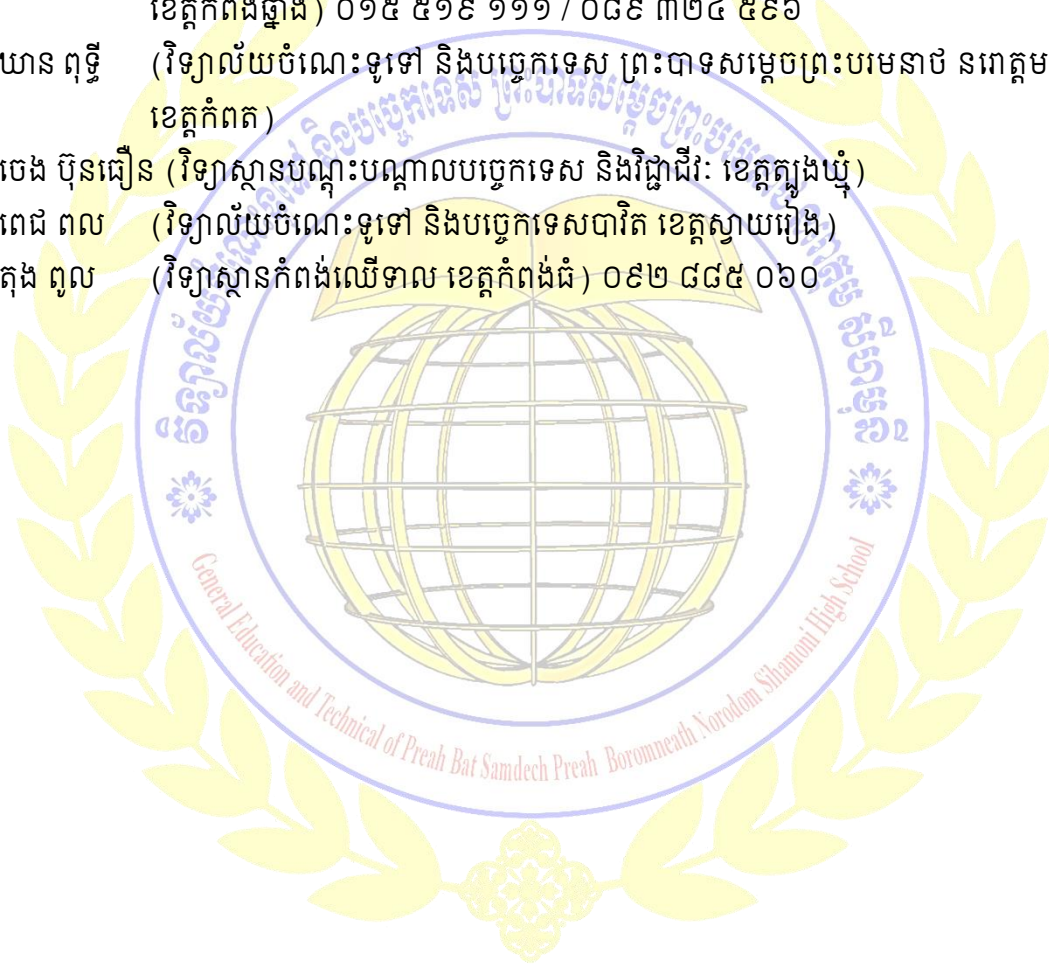 ខេត្តកំពង់ឆ្នាំង) ០១៥ ៥១៩ ១១១ / ០៨៩ ៣២៤ ៥៩៦
ឃាន ពុទ្ធី (វិទ្យាល័យចំណេះទូទៅ និងបច្ចេកទេស ព្រះបាទសម្តេចព្រះបរមនាថ នរោត្តម
ខេត្តកំពត)
ចេង ប៊ុនធឿន (វិទ្យាស្ថានបណ្តុះបណ្តាលបច្ចេកទេស និងវិជ្ជាជីវៈ ខេត្តត្បូងឃ្មុំ)
ពេជ ពល (វិទ្យាល័យចំណេះទូទៅ និងបច្ចេកទេសបាវិត ខេត្តស្វាយរៀង)
តុង ពូល (វិទ្យាស្ថានកំពង់ឈើទាល ខេត្តកំពង់ធំ) ០៩២ ៨៨៥ ០៦០
General Education and Technical of Preah Bat Samdech Preah Boromneath Norodom Sihamoni High School